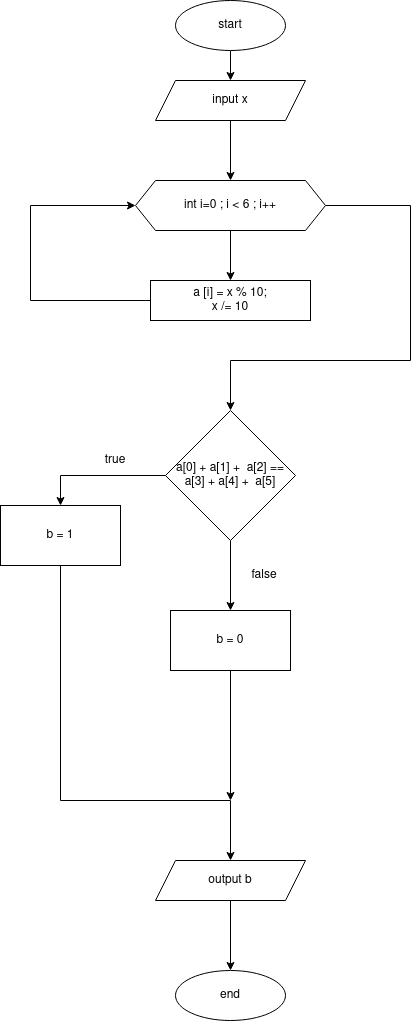 start
input x
int i=0 ; i < 6 ; i++
a [i] = x % 10;
x /= 10
a[0] + a[1] +  a[2] ==
a[3] + a[4] +  a[5]
true
b = 1
false
b = 0
output b
end